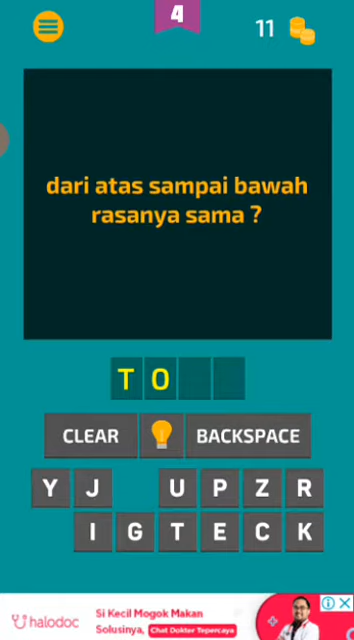 4
11
dari atas sampai bawah
rasanya sama ?
T O
CLEAR
BACKSPACE
Y J U P Z R
I G T E C K
halodoc
Si Kecil Mogok Makan
Solusinya, Chat Dokter Tepercaya